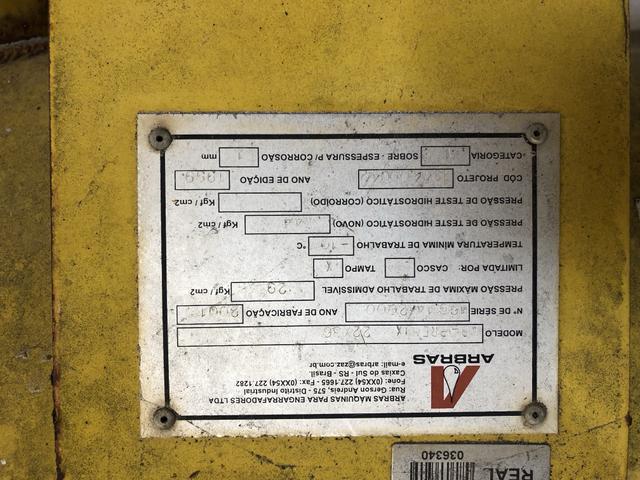 REAL
036340
ARBRAS MÁQUINAS PARA ENGARRAFADORES LTDA
Rua: Gerson Andreis, 575 - Distrito Industrial
Fone: (0XX54) 227.1665 - Fax: (0XX54) 227.1282
Caxias do Sul - RS - Brasil
e-mail: arbras@zaz.com.br
ARBRAS
MODELO
Nº DE SÉRIE ANO DE FABRICAÇÃO 2001
PRESSÃO MÁXIMA DE TRABALHO ADMISSÍVEL Kgf / cm2
LIMITADA POR: CASCO TAMPO X
TEMPERATURA MINIMA DE TRABALHO -10 °C
PRESSÃO DE TESTE HIDROSTÁTICO (NOVO) Kgf / cm2
PRESSÃO DE TESTE HIDROSTÁTICO (CORROÍDO) Kgf / cm2
CÓD PROJETO ANO DE EDIÇÃO
CATEGORIA SOBRE - ESPESSURA P/ CORROSÃO 1 mm